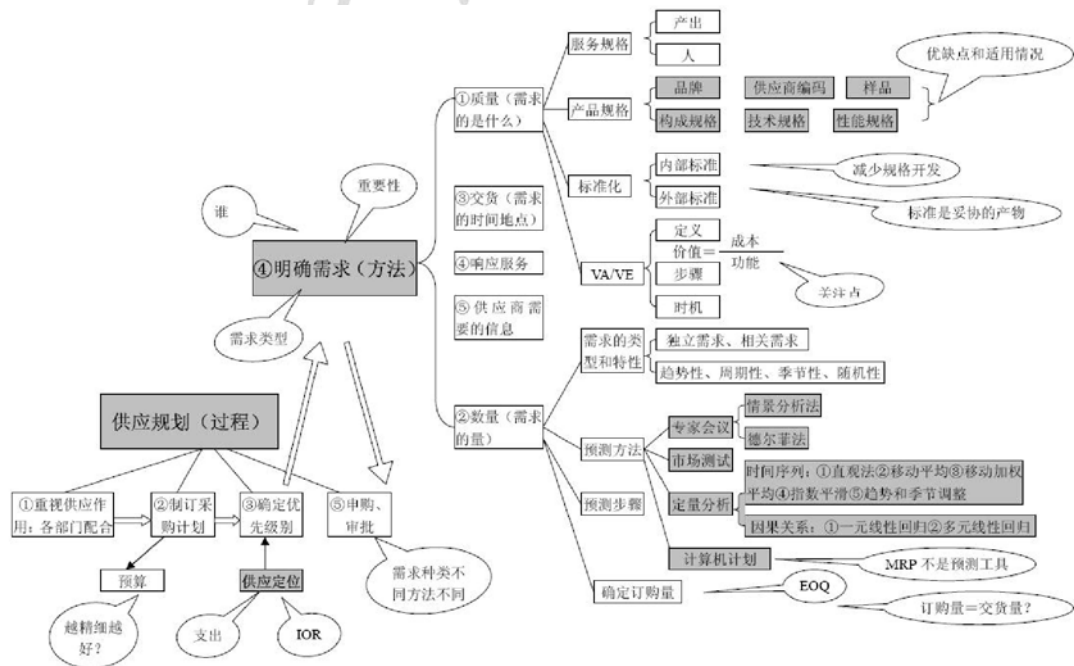 服务规格
产出
人
优缺点和适用情况
①质量（需求
的是什么）
产品规格
品牌
供应商编码
样品
构成规格
技术规格
性能规格
标准化
内部标准
外部标准
减少规格开发
标准是妥协的产物
重要性
谁
③交货（需求
的时间地点）
④明确需求（方法）
④响应服务
VA/VE
定义
价值＝
成本
功能
步骤
时机
关注点
需求类型
⑤供应商需
要的信息
需求的类
型和特性
独立需求、相关需求
趋势性、周期性、季节性、随机性
供应规划（过程）
②数量（需求
的量）
预测方法
专家会议
情景分析法
德尔菲法
市场测试
定量分析
时间序列：①直观法②移动平均③移动加权
平均④指数平滑⑤趋势和季节调整
因果关系：①一元线性回归②多元线性回归
预测步骤
计算机计划
MRP 不是预测工具
①重视供应作
用：各部门配合
②制订采
购计划
③确定优
先级别
⑤申购、
审批
预算
供应定位
需求种类不
同方法不同
确定订购量
EOQ
订购量＝交货量？
越精细越
好？
支出
IOR